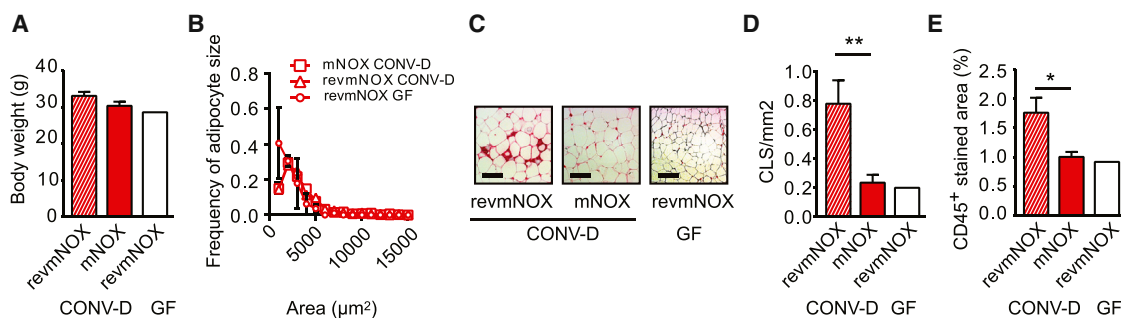 A
Body weight (g)
50
40
30
20
10
0
revmNOX
mNOX
revmNOX
CONV-D GF
B
mNOX CONV-D
revmNOX CONV-D
revmNOX GF
Frequency of adipocyte size
0.8
0.6
0.4
0.2
0.0
0
5000
10000
15000
Area (µm²)
C
revmNOX mNOX revmNOX
CONV-D GF
D
**
CLS/mm2
1.0
0.8
0.6
0.4
0.2
0.0
revmNOX
mNOX
revmNOX
CONV-D GF
E
*
CD45⁺ stained area (%)
2.5
2.0
1.5
1.0
0.5
0.0
revmNOX
mNOX
revmNOX
CONV-D GF